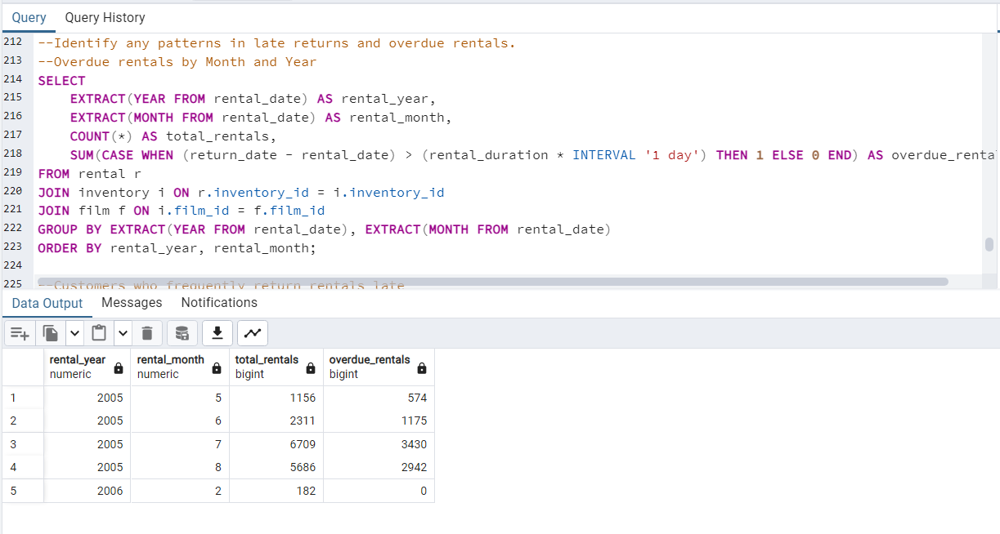 Query Query History
212 --Identify any patterns in late returns and overdue rentals.
213 --Overdue rentals by Month and Year
214 SELECT
215 EXTRACT(YEAR FROM rental_date) AS rental_year,
216 EXTRACT(MONTH FROM rental_date) AS rental_month,
217 COUNT(*) AS total_rentals,
218 SUM(CASE WHEN (return_date - rental_date) > (rental_duration * INTERVAL '1 day') THEN 1 ELSE 0 END) AS overdue_renta
219 FROM rental r
220 JOIN inventory i ON r.inventory_id = i.inventory_id
221 JOIN film f ON i.film_id = f.film_id
222 GROUP BY EXTRACT(YEAR FROM rental_date), EXTRACT(MONTH FROM rental_date)
223 ORDER BY rental_year, rental_month;
224
225 --Customers who frequently return rentals late
Data Output Messages Notifications
rental_year rental_month total_rentals overdue_rentals
numeric numeric bigint bigint
1 2005 5 1156 574
2 2005 6 2311 1175
3 2005 7 6709 3430
4 2005 8 5686 2942
5 2006 2 182 0